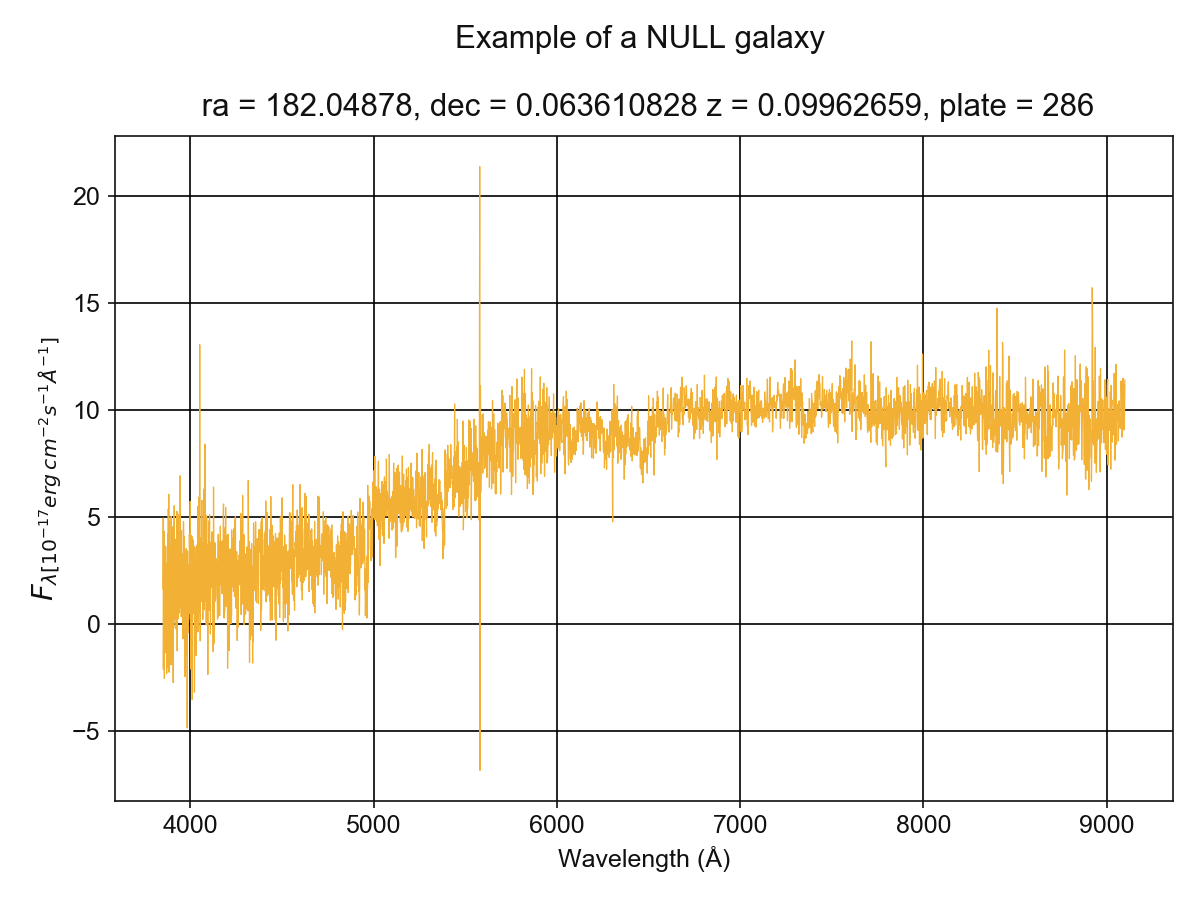 Example of a NULL galaxy
ra = 182.04878, dec = 0.063610828 z = 0.09962659, plate = 286
20
15
10
5
0
−5
F_{λ[10^{−17} erg cm^{−2} s^{−1} Å^{−1}]}
4000 5000 6000 7000 8000 9000
Wavelength (Å)